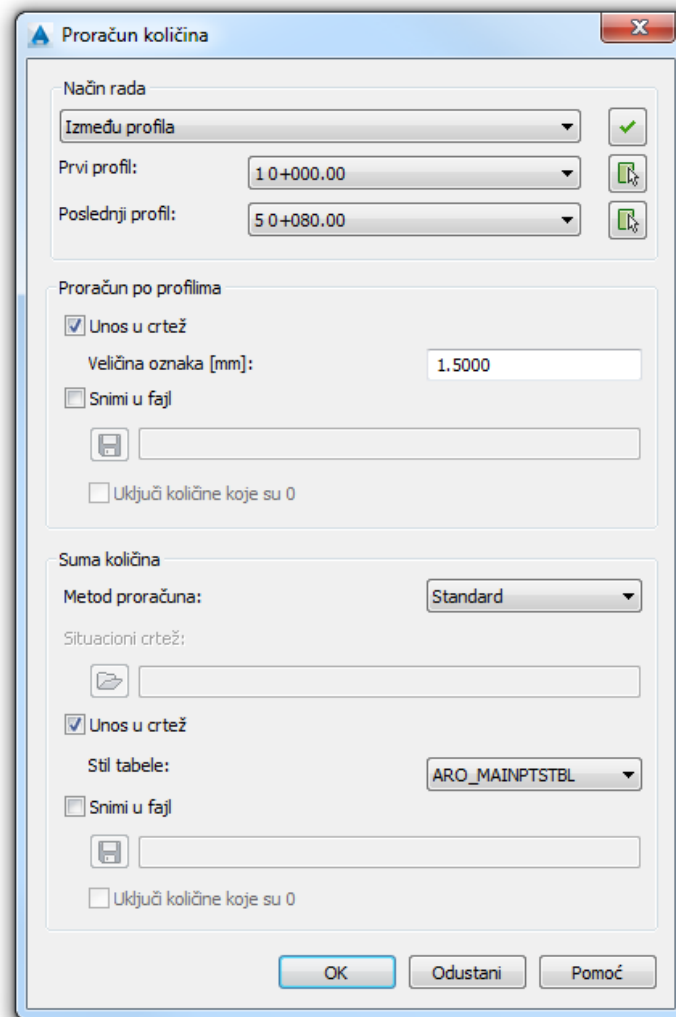 Proračun količina
Način rada
Između profila
Prvi profil:
1 0+000.00
Poslednji profil:
5 0+080.00
Proračun po profilima
Unos u crtež
Veličina oznaka [mm]:
1.5000
Snimi u fajl
Uključi količine koje su 0
Suma količina
Metod proračuna:
Standard
Situacioni crtež:
Unos u crtež
Stil tabele:
ARO_MAINPTSTBL
Snimi u fajl
Uključi količine koje su 0
OK
Odustani
Pomoć